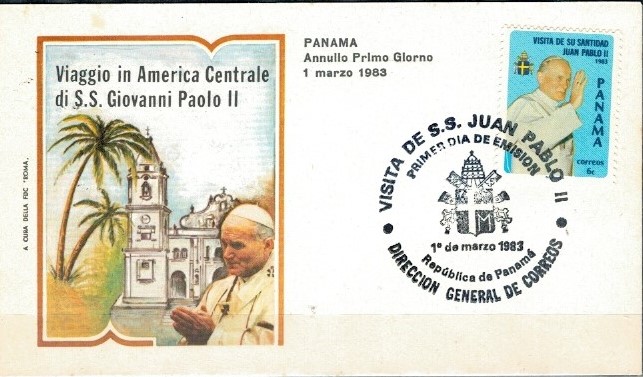 Viaggio in America Centrale
di S.S. Giovanni Paolo II
A CURA DELLA FDC "ROMA,
PANAMA
Annullo Primo Giorno
1 marzo 1983
VISITA DE SU SANTIDAD
JUAN PABLO II
1983
PANAMA
correos
6c
VISITA DE S.S. JUAN PABLO II
PRIMER DIA DE EMISION
1º de marzo 1983
República de Panamá
DIRECCION GENERAL DE CORREOS